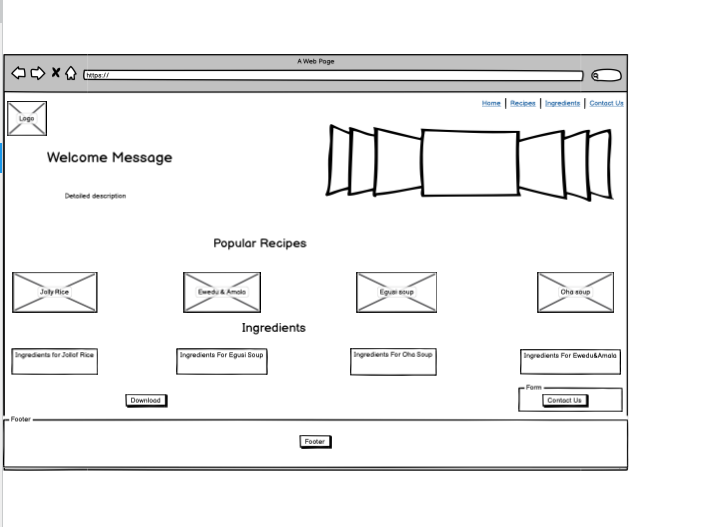 A Web Page
https://
Home | Recipes | Ingredients | Contact Us
Logo
Welcome Message
Detailed description
Popular Recipes
Jolly Rice
Ewedu & Amala
Egusi soup
Oha soup
Ingredients
Ingredients for Jollof Rice
Ingredients For Egusi Soup
Ingredients For Oha Soup
Ingredients For Ewedu&Amala
Download
Form
Contact Us
Footer
Footer